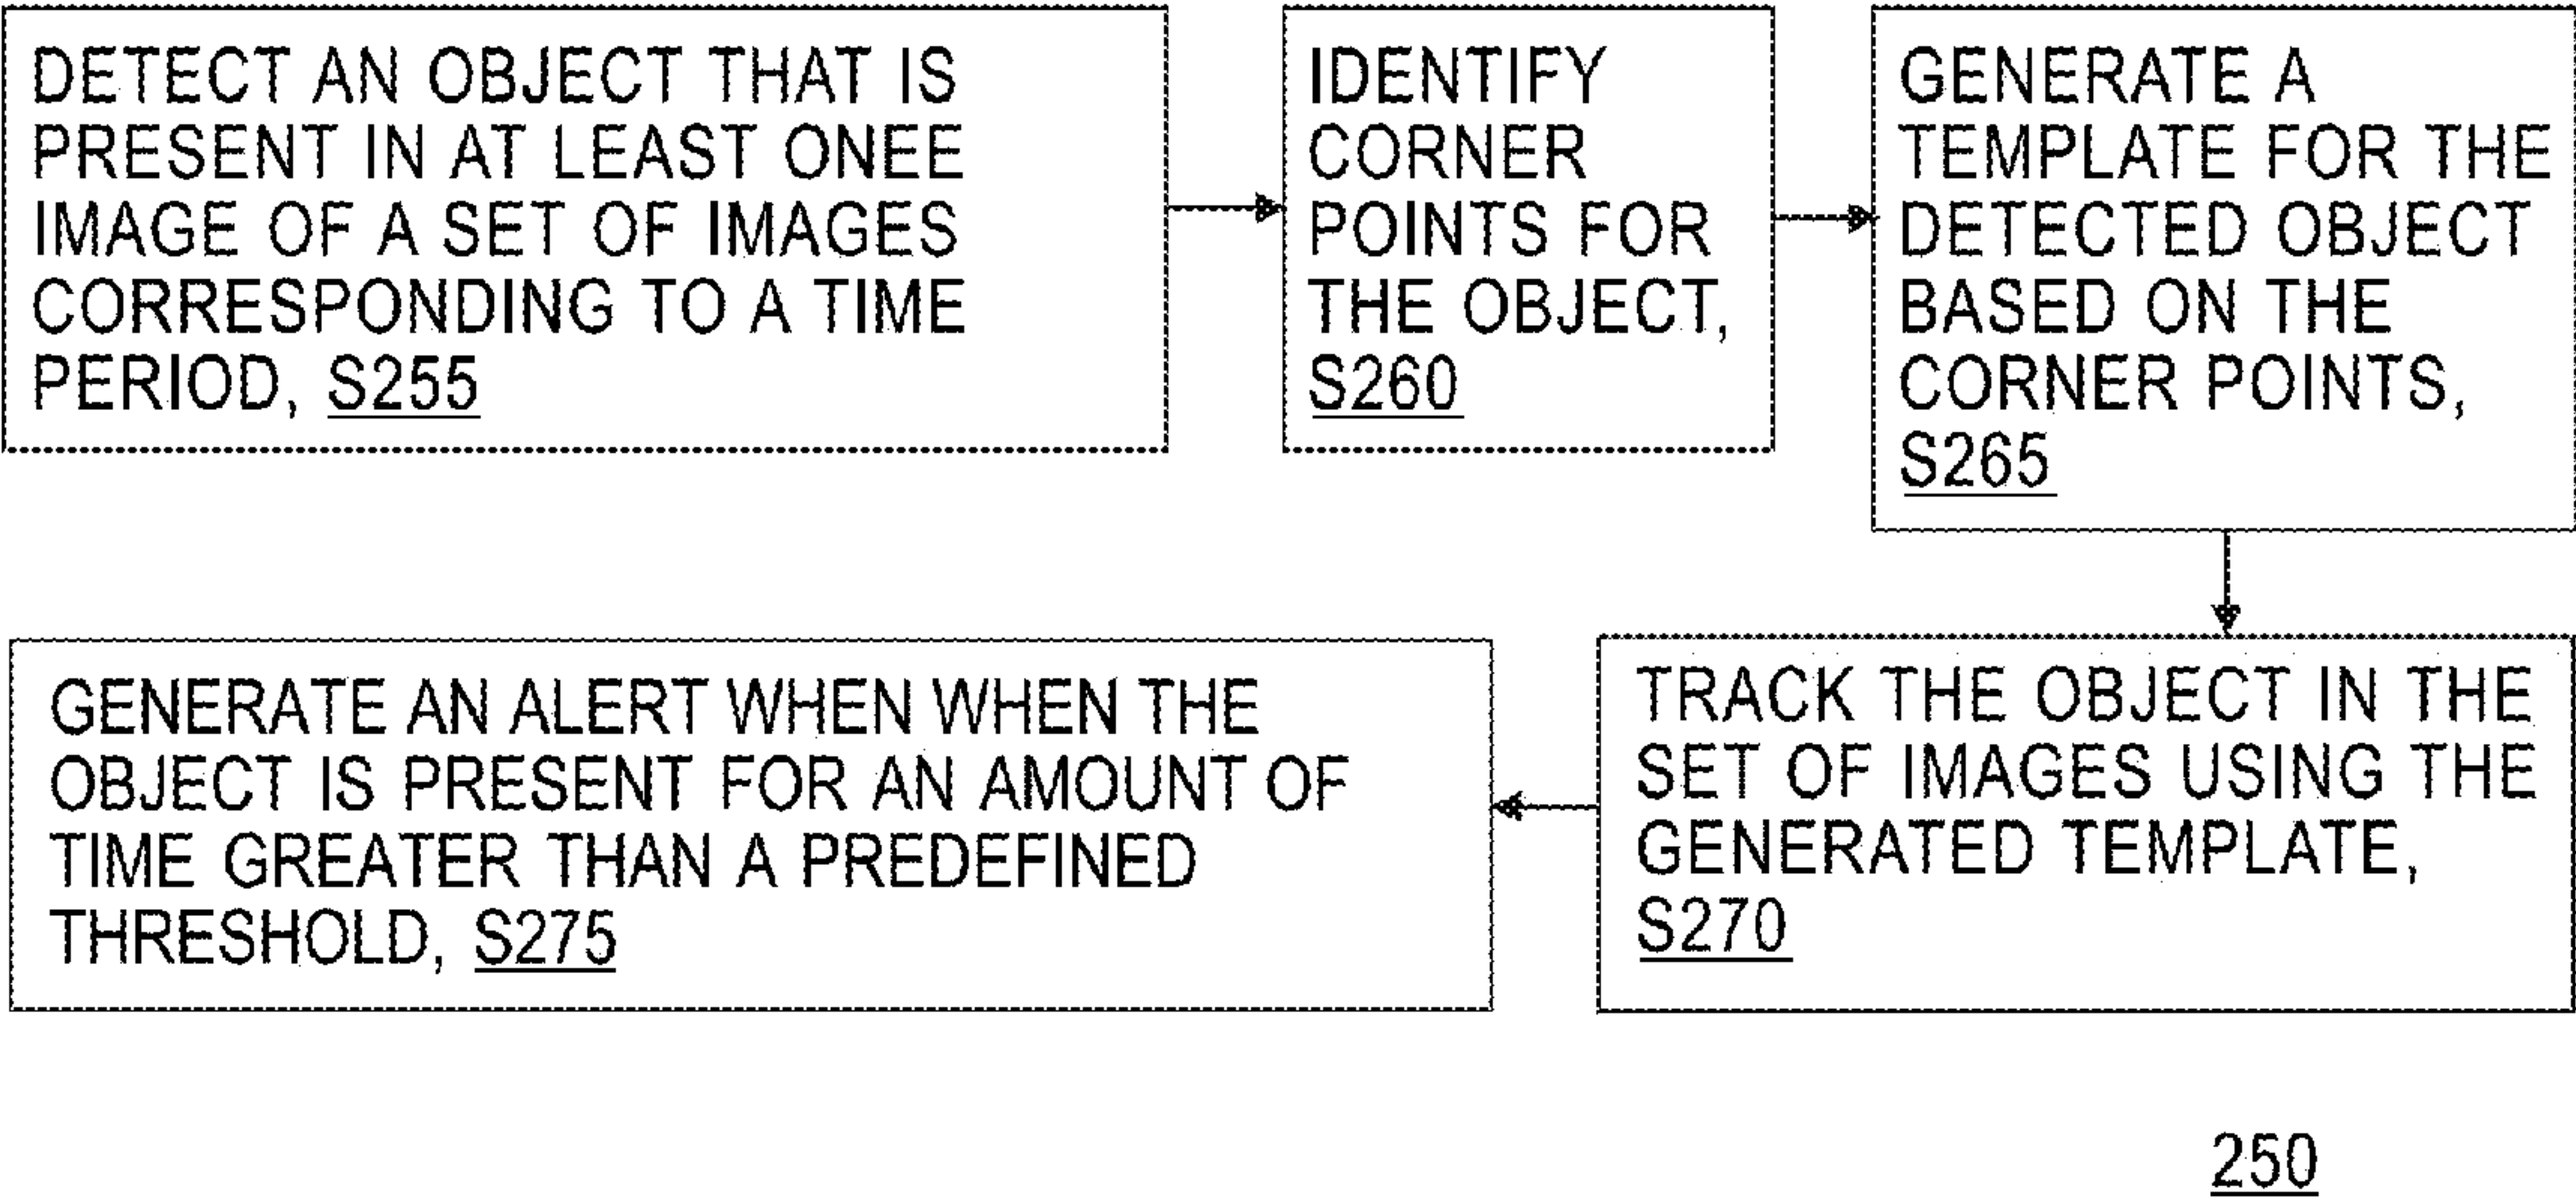 DETECT AN OBJECT THAT IS
PRESENT IN AT LEAST ONEE
IMAGE OF A SET OF IMAGES
CORRESPONDING TO A TIME
PERIOD, S255
IDENTIFY
CORNER
POINTS FOR
THE OBJECT,
S260
GENERATE A
TEMPLATE FOR THE
DETECTED OBJECT
BASED ON THE
CORNER POINTS,
S265
TRACK THE OBJECT IN THE
SET OF IMAGES USING THE
GENERATED TEMPLATE,
S270
GENERATE AN ALERT WHEN WHEN THE
OBJECT IS PRESENT FOR AN AMOUNT OF
TIME GREATER THAN A PREDEFINED
THRESHOLD, S275
250